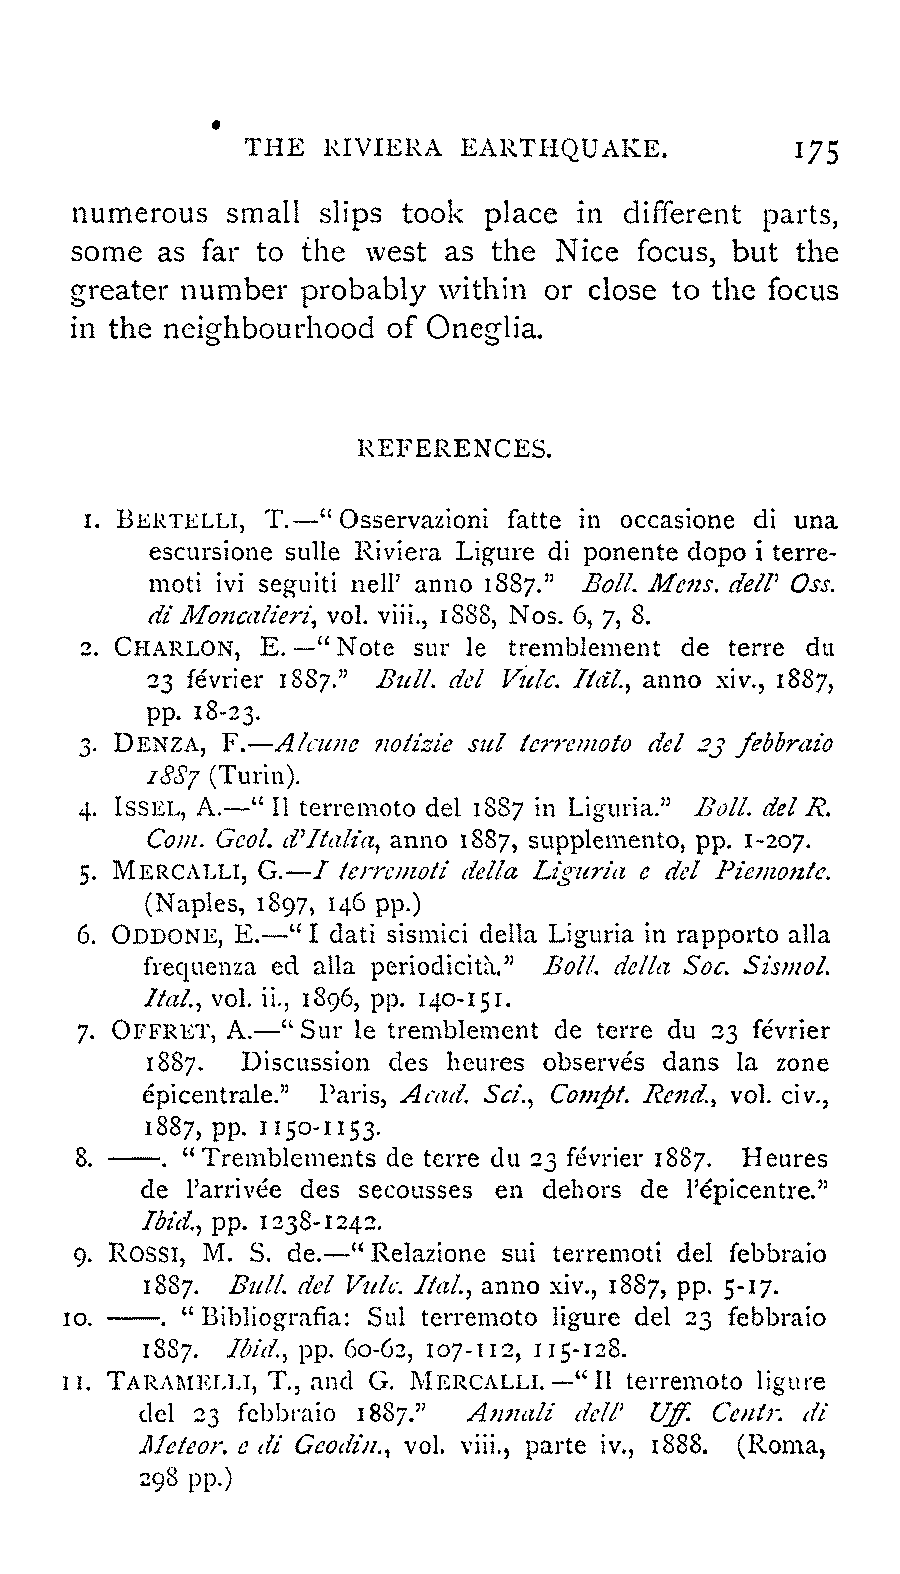 THE RIVIERA EARTHQUAKE. 175
numerous small slips took place in different parts,
some as far to the west as the Nice focus, but the
greater number probably within or close to the focus
in the neighbourhood of Oneglia.
REFERENCES.
1. BERTELLI, T.—"Osservazioni fatte in occasione di una
escursione sulle Riviera Ligure di ponente dopo i terre-
moti ivi seguiti nell' anno 1887." Boll. Mens. dell' Oss.
di Moncalieri, vol. viii., 1888, Nos. 6, 7, 8.
2. CHARLON, E.—"Note sur le tremblement de terre du
23 février 1887." Bull. del Vulc. Ital., anno xiv., 1887,
pp. 18-23.
3. DENZA, F.—Alcune notizie sul terremoto del 23 febbraio
1887 (Turin).
4. ISSEL, A.—"Il terremoto del 1887 in Liguria." Boll. del R.
Com. Geol. d'Italia, anno 1887, supplemento, pp. 1-207.
5. MERCALLI, G.—I terremoti della Liguria e del Piemonte.
(Naples, 1897, 146 pp.)
6. ODDONE, E.—"I dati sismici della Liguria in rapporto alla
frequenza ed alla periodicità." Boll. della Soc. Sismol.
Ital., vol. ii., 1896, pp. 140-151.
7. OFFRET, A.—"Sur le tremblement de terre du 23 février
1887. Discussion des heures observés dans la zone
épicentrale." Paris, Acad. Sci., Compt. Rend., vol. civ.,
1887, pp. 1150-1153.
8. ——. "Tremblements de terre du 23 février 1887. Heures
de l'arrivée des secousses en dehors de l'épicentre."
Ibid., pp. 1238-1242.
9. ROSSI, M. S. de.—"Relazione sui terremoti del febbraio
1887. Bull. del Vulc. Ital., anno xiv., 1887, pp. 5-17.
10. ——. "Bibliografia: Sul terremoto ligure del 23 febbraio
1887. Ibid., pp. 60-62, 107-112, 115-128.
11. TARAMELLI, T., and G. MERCALLI.—"Il terremoto ligure
del 23 febbraio 1887." Annali dell' Uff. Centr. di
Meteor. e di Geodin., vol. viii., parte iv., 1888. (Roma,
298 pp.)